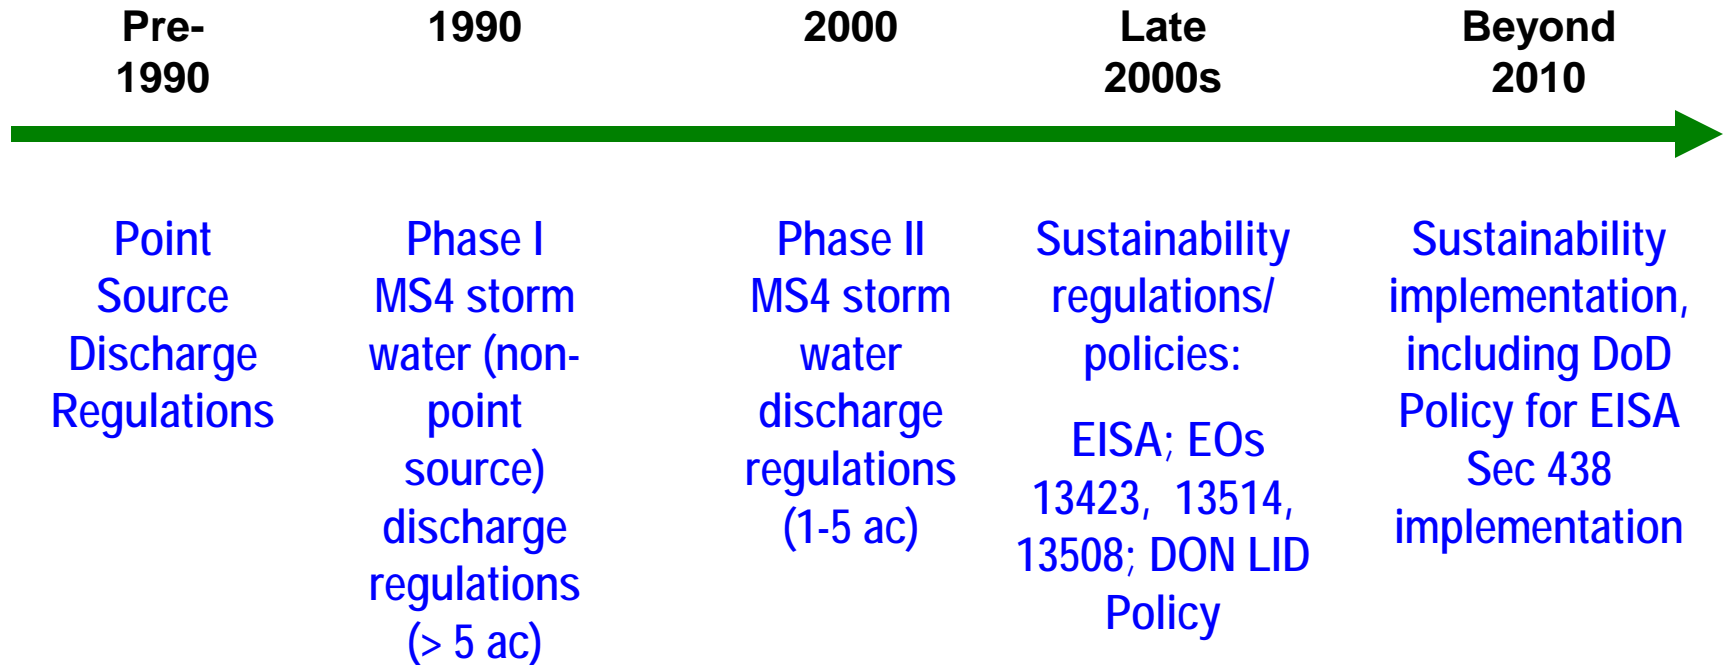 Pre-
1990
1990
2000
Late
2000s
Beyond
2010
Point
Source
Discharge
Regulations
Phase I
MS4 storm
water (non-
point
source)
discharge
regulations
(> 5 ac)
Phase II
MS4 storm
water
discharge
regulations
(1-5 ac)
Sustainability
regulations/
policies:
EISA; EOs
13423, 13514,
13508; DON LID
Policy
Sustainability
implementation,
including DoD
Policy for EISA
Sec 438
implementation